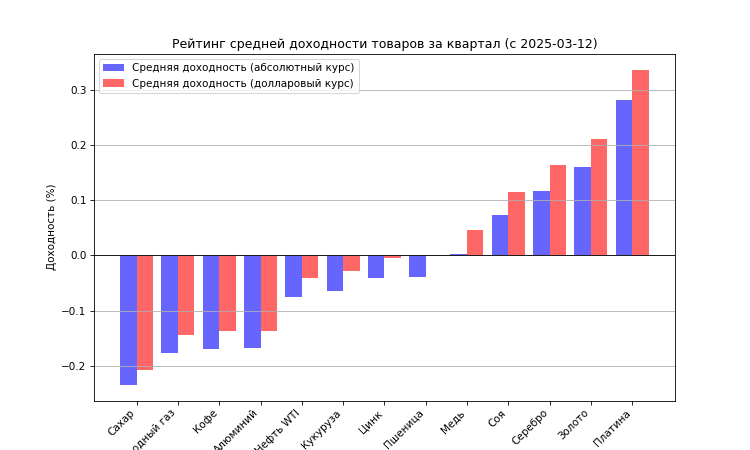 Рейтинг средней доходности товаров за квартал (с 2025-03-12)
Средняя доходность (абсолютный курс)
Средняя доходность (долларовый курс)
Доходность (%)
0.3
0.2
0.1
0.0
−0.1
−0.2
Сахар
одный газ
Кофе
Алюминий
Нефть WTI
Кукуруза
Цинк
Пшеница
Медь
Соя
Серебро
Золото
Платина